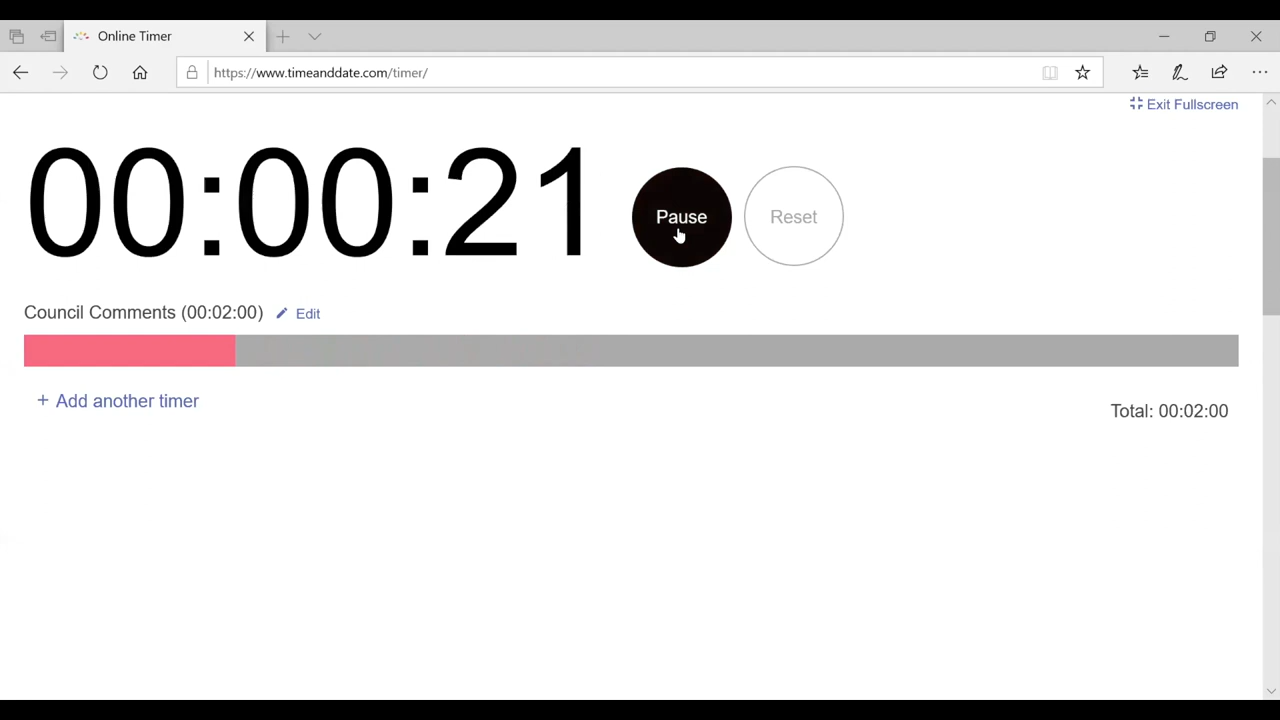 Online Timer
https://www.timeanddate.com/timer/
Exit Fullscreen
00:00:21
Pause
Reset
Council Comments (00:02:00) Edit
+ Add another timer
Total: 00:02:00